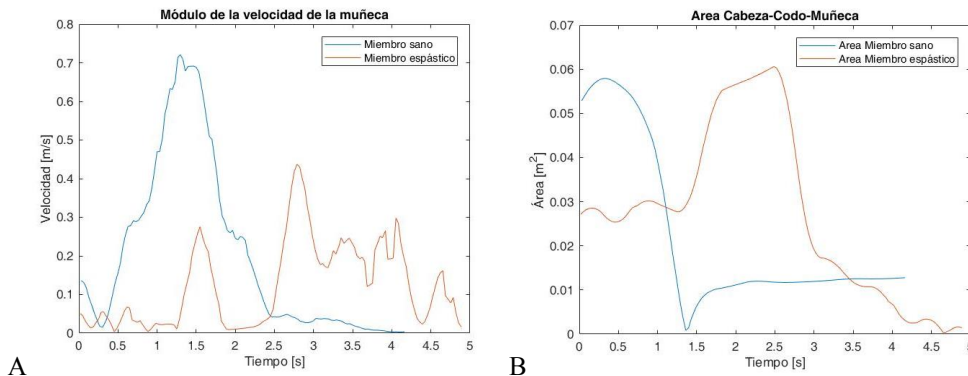 Módulo de la velocidad de la muñeca
0.8
0.7
0.6
0.5
0.4
0.3
0.2
0.1
0
Velocidad [m/s]
Miembro sano
Miembro espástico
0 0.5 1 1.5 2 2.5 3 3.5 4 4.5 5
Tiempo [s]
A
Area Cabeza-Codo-Muñeca
0.07
0.06
0.05
0.04
0.03
0.02
0.01
0
Área [m²]
Area Miembro sano
Area Miembro espástico
0 0.5 1 1.5 2 2.5 3 3.5 4 4.5 5
Tiempo [s]
B